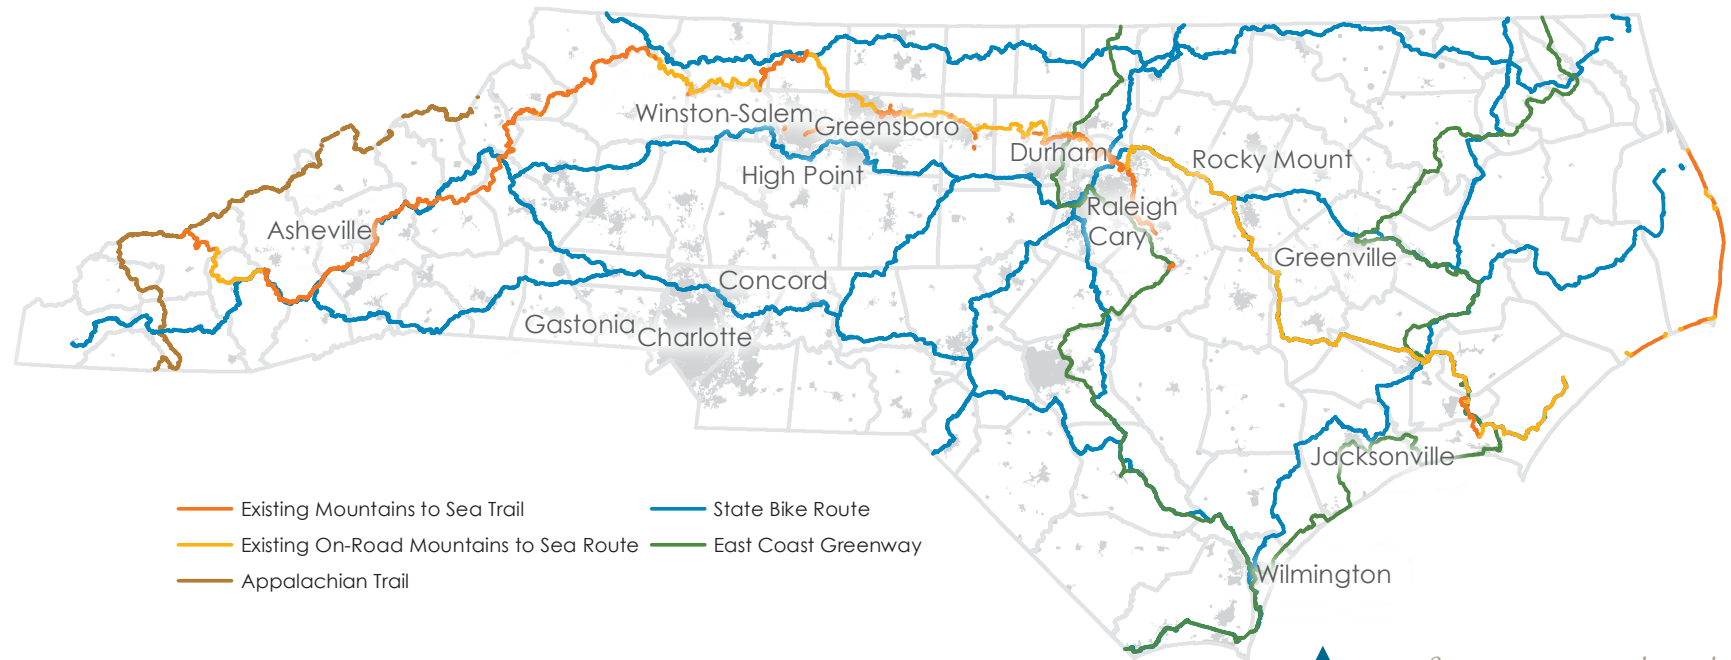 Winston-Salem
Greensboro
High Point
Durham
Rocky Mount
Raleigh
Cary
Asheville
Greenville
Concord
Gastonia
Charlotte
Jacksonville
Wilmington
Existing Mountains to Sea Trail
Existing On-Road Mountains to Sea Route
Appalachian Trail
State Bike Route
East Coast Greenway